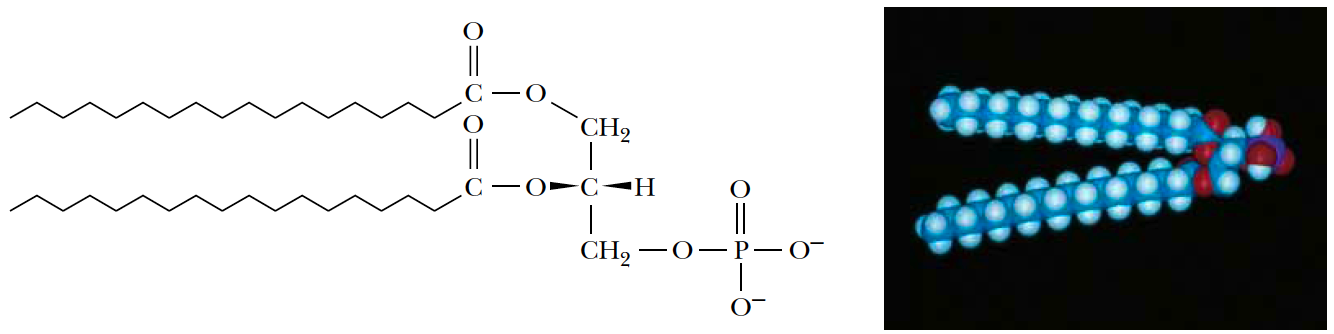 O
C O
CH2
O
C O C H
O
CH2 O P O−
O−